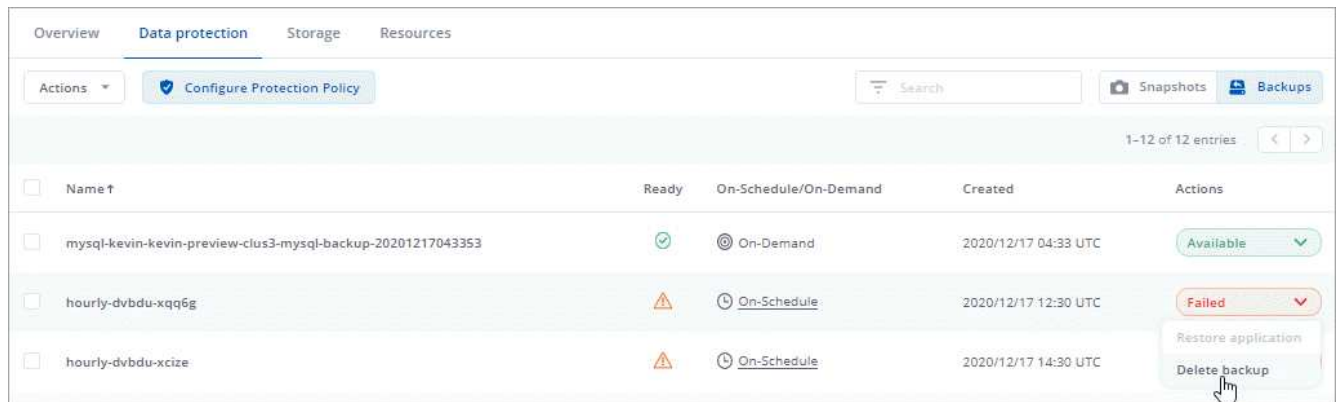 Overview Data protection Storage Resources
Actions Configure Protection Policy Search Snapshots Backups
1-12 of 12 entries
Name↑ Ready On-Schedule/On-Demand Created Actions
mysql-kevin-kevin-preview-clus3-mysql-backup-20201217043353 On-Demand 2020/12/17 04:33 UTC Available
hourly-dvbdu-xqq6g On-Schedule 2020/12/17 12:30 UTC Failed
Restore application
hourly-dvbdu-xcize On-Schedule 2020/12/17 14:30 UTC
Delete backup